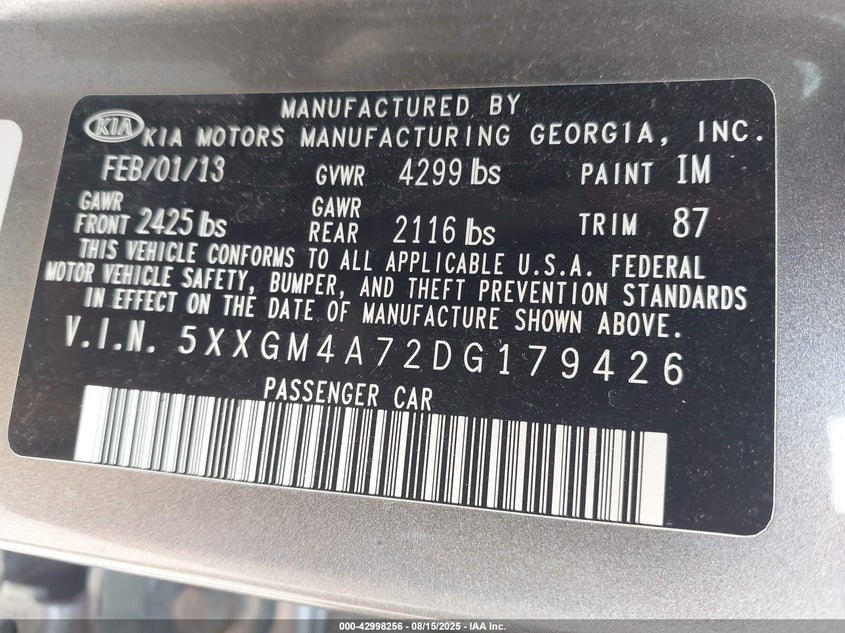 MANUFACTURED BY
KIA KIA MOTORS MANUFACTURING GEORGIA, INC.
FEB/01/13 GVWR 4299 lbs PAINT IM
GAWR FRONT 2425 lbs GAWR REAR 2116 lbs TRIM 87
THIS VEHICLE CONFORMS TO ALL APPLICABLE U.S.A. FEDERAL
MOTOR VEHICLE SAFETY, BUMPER, AND THEFT PREVENTION STANDARDS
IN EFFECT ON THE DATE OF MANUFACTURE SHOWN ABOVE.
V.I.N. 5XXGM4A72DG179426
PASSENGER CAR
000-42998256 - 08/15/2025 - IAA Inc.